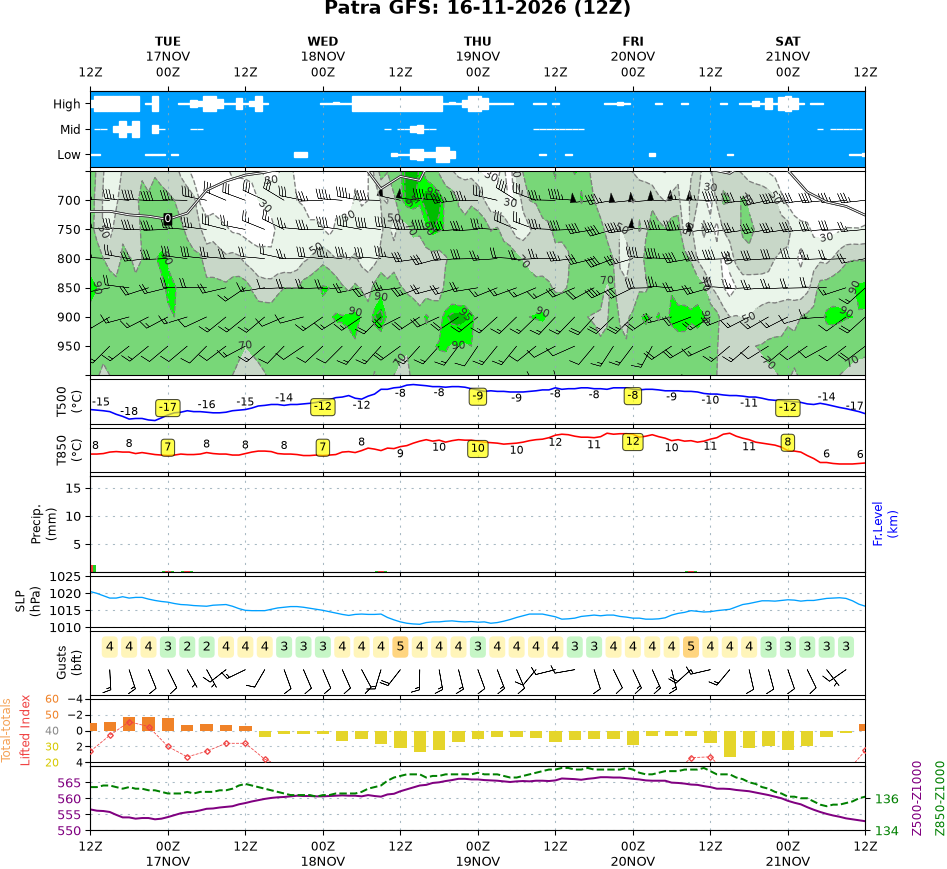 Patra GFS: 16-11-2026 (12Z)
TUE WED THU FRI SAT
17NOV 18NOV 19NOV 20NOV 21NOV
12Z 00Z 12Z 00Z 12Z 00Z 12Z 00Z 12Z 00Z 12Z
High
Mid
Low
700
750
800
850
900
950
T500
(°C)
-15 -18 -17 -16 -15 -14 -12 -12 -8 -8 -9 -9 -8 -8 -8 -9 -10 -11 -12 -14 -17
T850
(°C)
8 8 7 8 8 8 7 8 9 10 10 10 12 11 12 10 11 11 8 6 6
Precip.
(mm)
15
10
5
Fr.Level
(km)
SLP
(hPa)
1025
1020
1015
1010
Gusts
(bft)
4 4 4 3 2 2 4 4 4 3 3 3 4 4 4 5 4 4 4 3 4 4 4 4 3 3 4 4 4 5 4 4 4 3 3 3 3 3
Total-totals
Lifted Index
60 −4
50 −2
40 0
30 2
20 4
565
560
555
550
136
134
Z500-Z1000
Z850-Z1000
12Z 00Z 12Z 00Z 12Z 00Z 12Z 00Z 12Z 00Z 12Z
17NOV 18NOV 19NOV 20NOV 21NOV